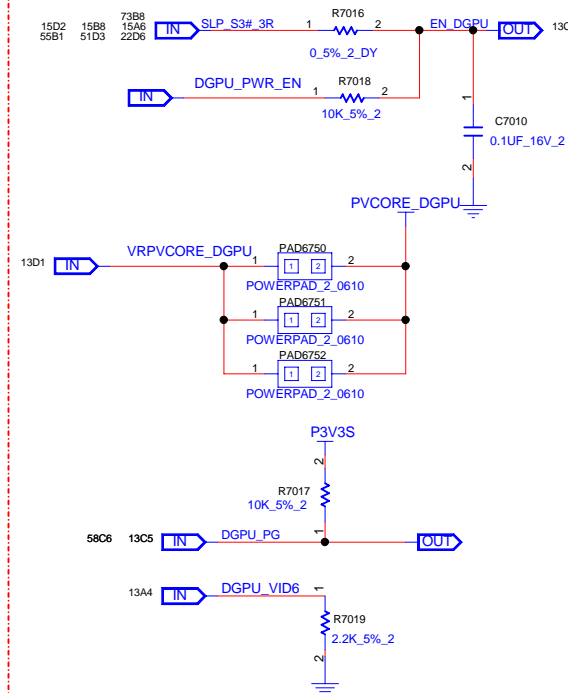 73B8
15D2 15B8 15A6 IN SLP_S3#_3R 1 R7016 2 EN_DGPU OUT 13C
55B1 51D3 22D6
0_5%_2_DY
IN DGPU_PWR_EN 1 R7018 2
10K_5%_2
1
C7010
0.1UF_16V_2
2
PVCORE_DGPU
13D1 IN VRPVCORE_DGPU
PAD6750
1 1 2 2
POWERPAD_2_0610
PAD6751
1 1 2 2
POWERPAD_2_0610
PAD6752
1 1 2 2
POWERPAD_2_0610
P3V3S
2
R7017
10K_5%_2
1
58C6 13C5 IN DGPU_PG OUT
13A4 IN DGPU_VID6 1
R7019
2.2K_5%_2
2